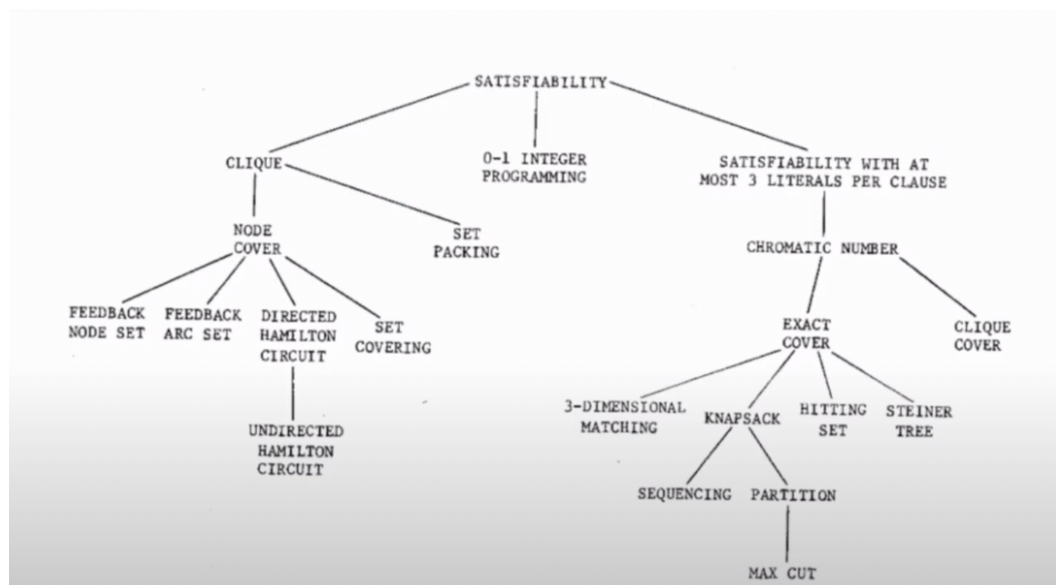 SATISFIABILITY
CLIQUE
0-1 INTEGER
PROGRAMMING
SATISFIABILITY WITH AT
MOST 3 LITERALS PER CLAUSE
NODE
COVER
SET
PACKING
CHROMATIC NUMBER
FEEDBACK
NODE SET
FEEDBACK
ARC SET
DIRECTED
HAMILTON
CIRCUIT
SET
COVERING
EXACT
COVER
CLIQUE
COVER
3-DIMENSIONAL
MATCHING
KNAPSACK
HITTING
SET
STEINER
TREE
UNDIRECTED
HAMILTON
CIRCUIT
SEQUENCING
PARTITION
MAX CUT